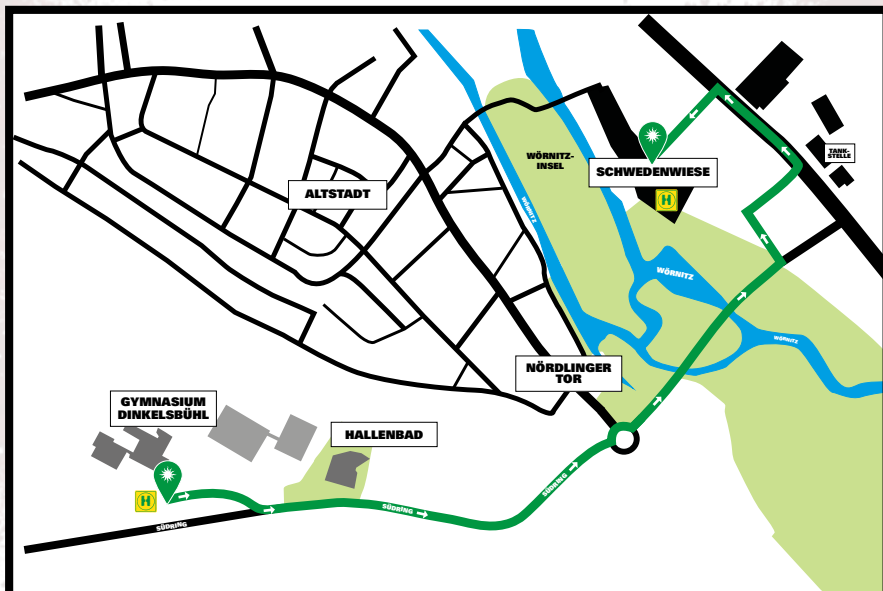 WÖRNITZ-
INSEL
TANK-
STELLE
SCHWEDENWIESE
H
ALTSTADT
WÖRNITZ
WÖRNITZ
WÖRNITZ
NÖRDLINGER
TOR
GYMNASIUM
DINKELSBÜHL
HALLENBAD
H
SÜDRING
SÜDRING
SÜDRING